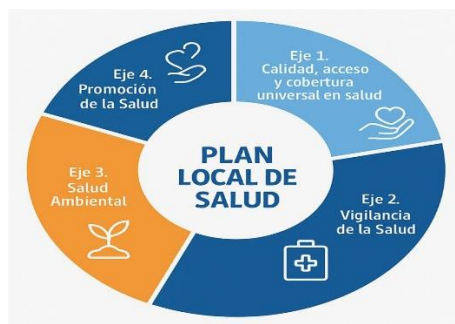 Eje 4.
Promoción
de la Salud
Eje 1.
Calidad, acceso
y cobertura
universal en salud
PLAN
LOCAL DE
SALUD
Eje 3.
Salud
Ambiental
Eje 2.
Vigilancia
de la Salud